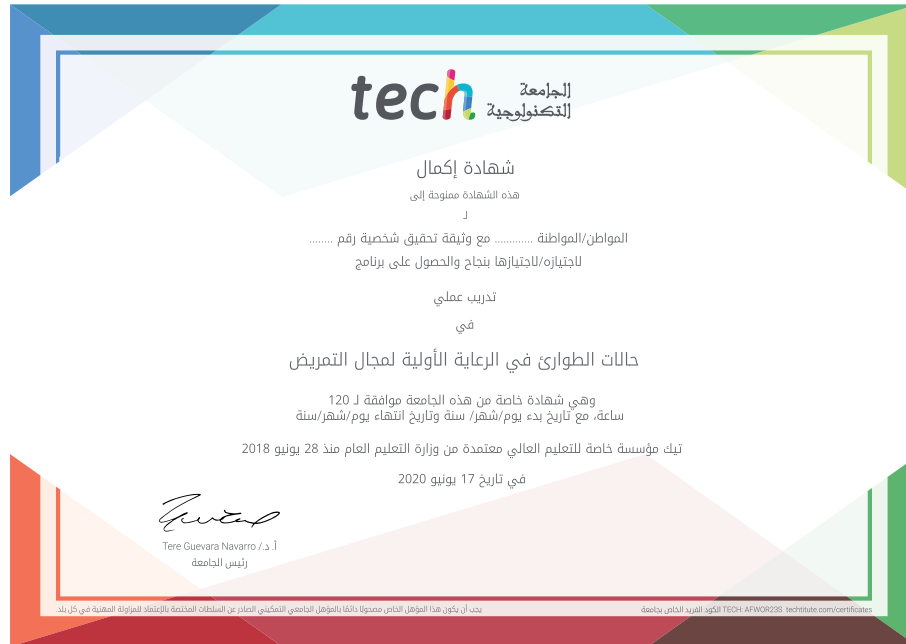 tech الجامعة
التكنولوجية
شهادة إكمال
هذه الشهادة ممنوحة إلى
لـ
المواطن/المواطنة ............. مع وثيقة تحقيق شخصية رقم ........
لاجتيازه/لاجتيازها بنجاح والحصول على برنامج
تدريب عملي
في
حالات الطوارئ في الرعاية الأولية لمجال التمريض
وهي شهادة خاصة من هذه الجامعة موافقة لـ 120
ساعة، مع تاريخ بدء يوم/شهر/ سنة وتاريخ انتهاء يوم/شهر/سنة
تيك مؤسسة خاصة للتعليم العالي معتمدة من وزارة التعليم العام منذ 28 يونيو 2018
في تاريخ 17 يونيو 2020
أ. د./ Tere Guevara Navarro
رئيس الجامعة
يجب أن يكون هذا المؤهل الخاص مصحوبًا دائمًا بالمؤهل الجامعي التمكيني الصادر عن السلطات المختصة بالإعتماد للمزاولة المهنية في كل بلد.
الكود الفريد الخاص بجامعة TECH: AFWOR23S techtitute.com/certificates